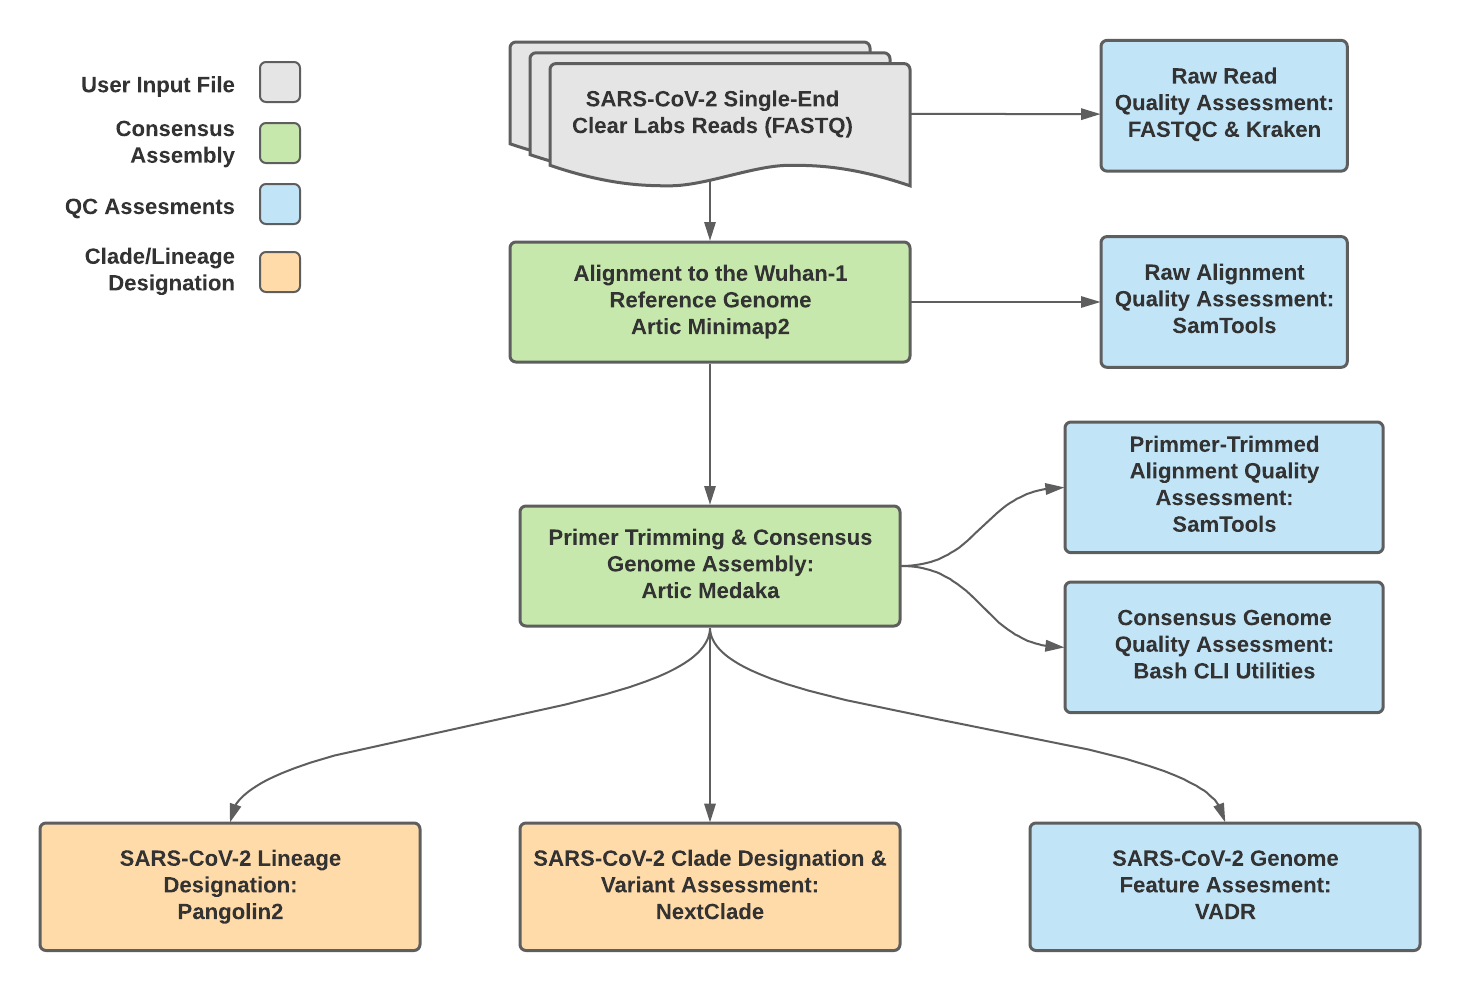 User Input File
Consensus
Assembly
QC Assesments
Clade/Lineage
Designation
SARS-CoV-2 Single-End
Clear Labs Reads (FASTQ)
Raw Read
Quality Assessment:
FASTQC & Kraken
Alignment to the Wuhan-1
Reference Genome
Artic Minimap2
Raw Alignment
Quality Assessment:
SamTools
Primer Trimming & Consensus
Genome Assembly:
Artic Medaka
Primmer-Trimmed
Alignment Quality
Assessment:
SamTools
Consensus Genome
Quality Assessment:
Bash CLI Utilities
SARS-CoV-2 Lineage
Designation:
Pangolin2
SARS-CoV-2 Clade Designation &
Variant Assessment:
NextClade
SARS-CoV-2 Genome
Feature Assesment:
VADR